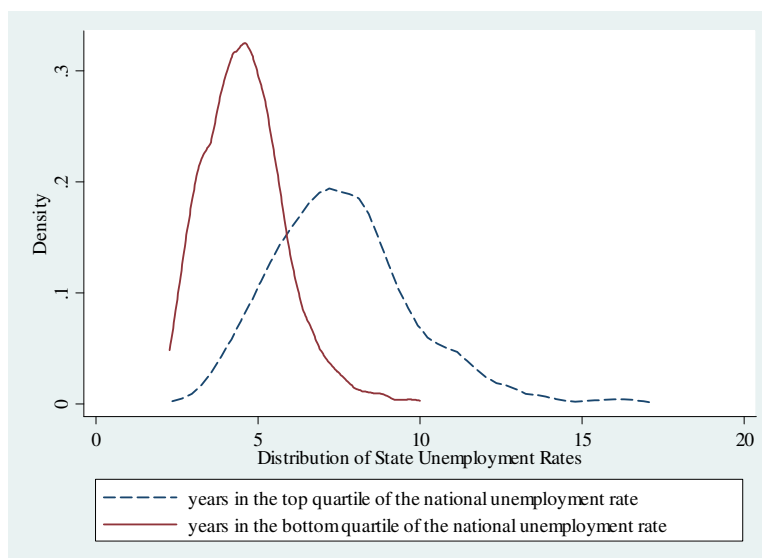 Density
.3
.2
.1
0
0 5 10 15 20
Distribution of State Unemployment Rates
years in the top quartile of the national unemployment rate
years in the bottom quartile of the national unemployment rate